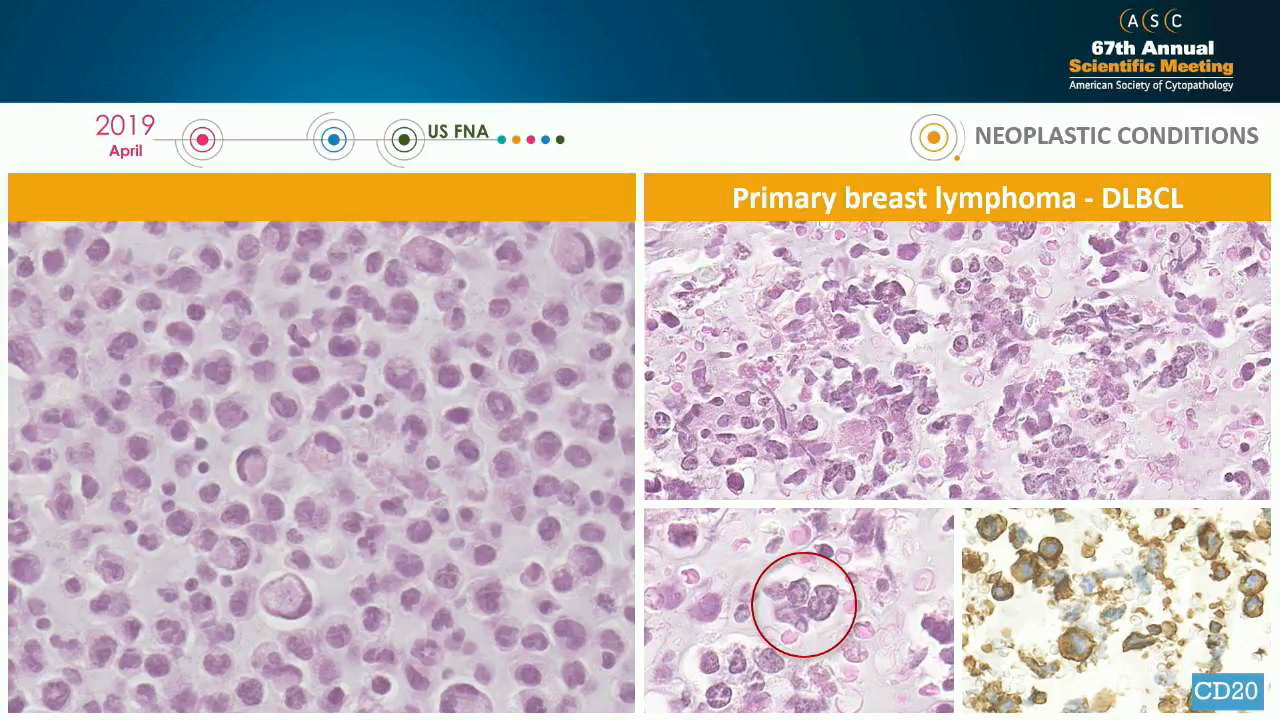 ASC
67th Annual
Scientific Meeting
American Society of Cytopathology
2019
April
US FNA
NEOPLASTIC CONDITIONS
Primary breast lymphoma - DLBCL
CD20